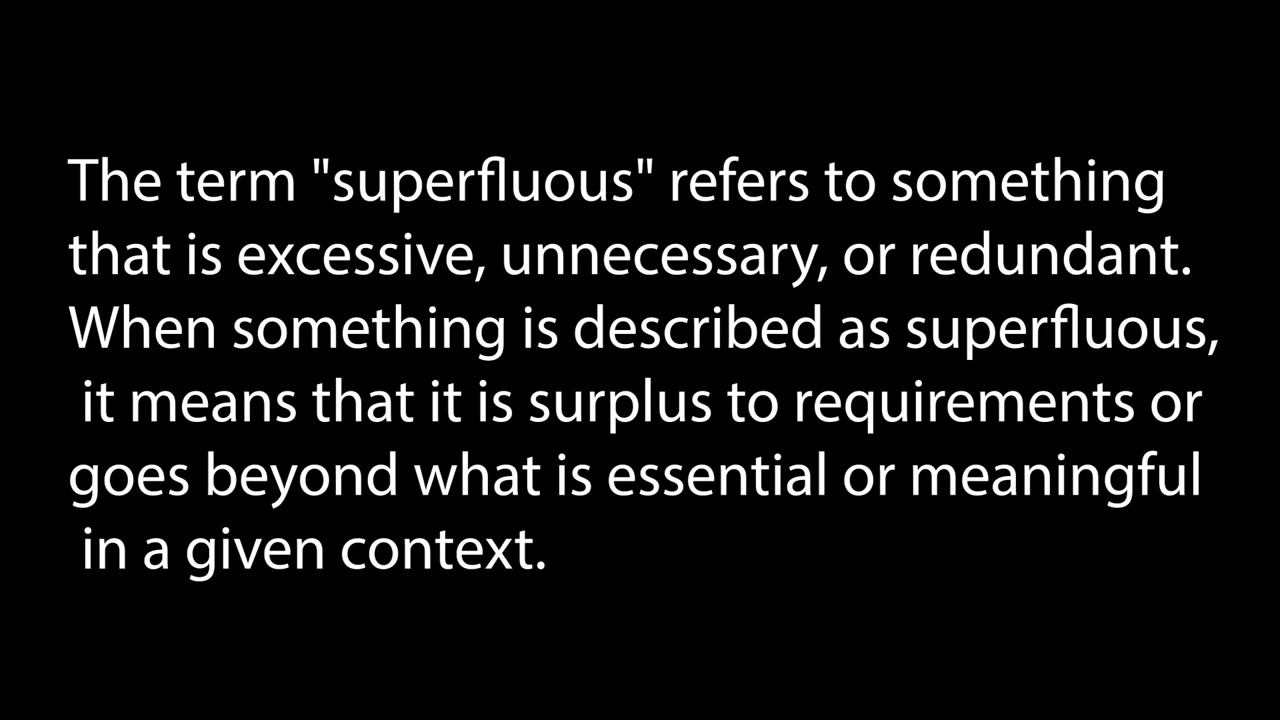 The term "superfluous" refers to something
that is excessive, unnecessary, or redundant.
When something is described as superfluous,
it means that it is surplus to requirements or
goes beyond what is essential or meaningful
in a given context.